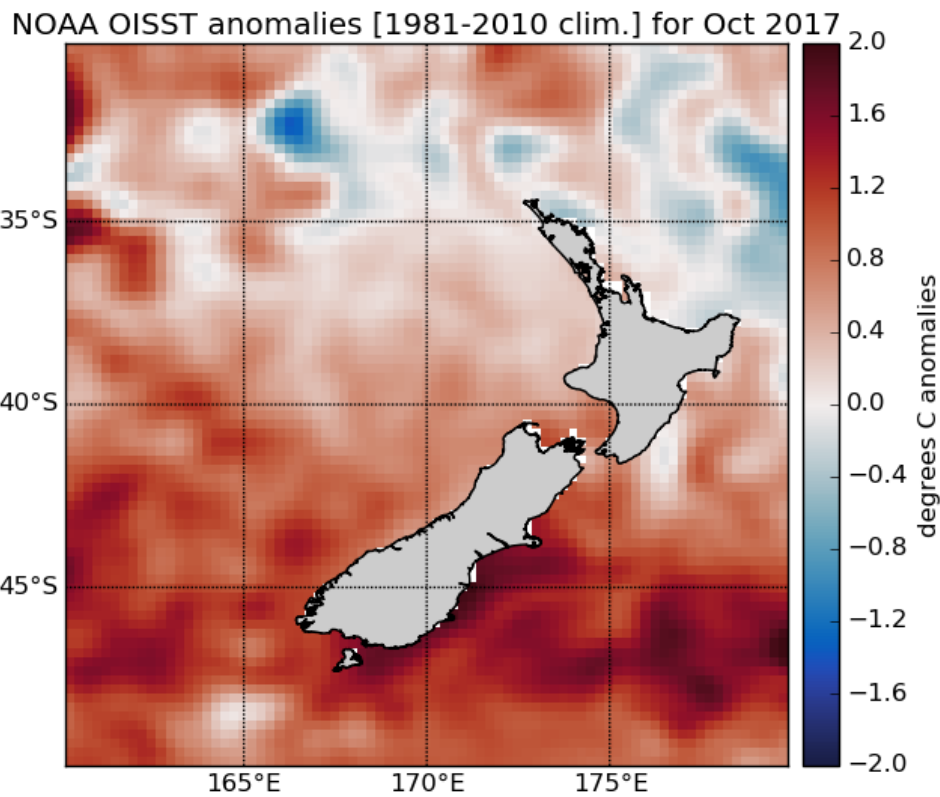 NOAA OISST anomalies [1981-2010 clim.] for Oct 2017
2.0
1.6
1.2
0.8
0.4
0.0
−0.4
−0.8
−1.2
−1.6
−2.0
degrees C anomalies
35°S
40°S
45°S
165°E
170°E
175°E